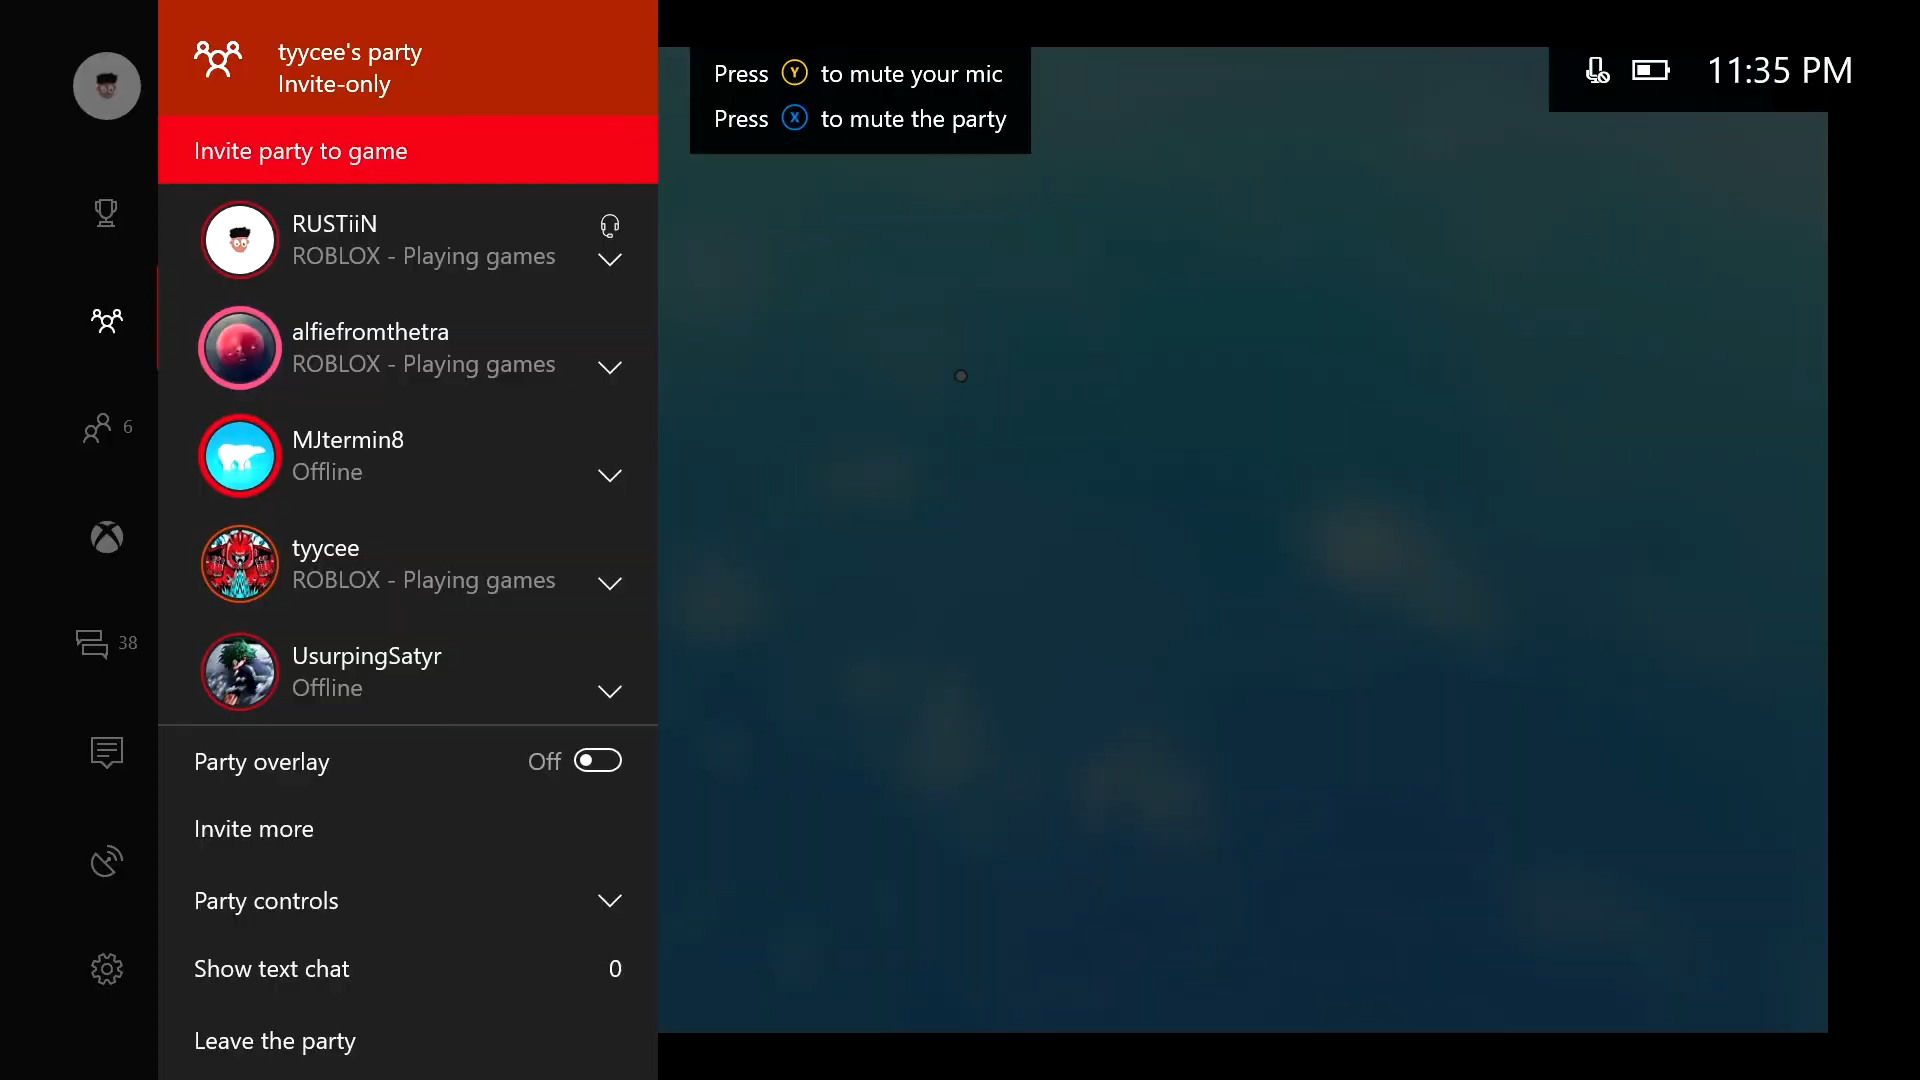 tyycee's party
Invite-only
Press Y to mute your mic
Press X to mute the party
11:35 PM
Invite party to game
RUSTiiN
ROBLOX - Playing games
alfiefromthetra
ROBLOX - Playing games
MJtermin8
Offline
6
tyycee
ROBLOX - Playing games
UsurpingSatyr
Offline
38
Party overlay Off
Invite more
Party controls
Show text chat 0
Leave the party